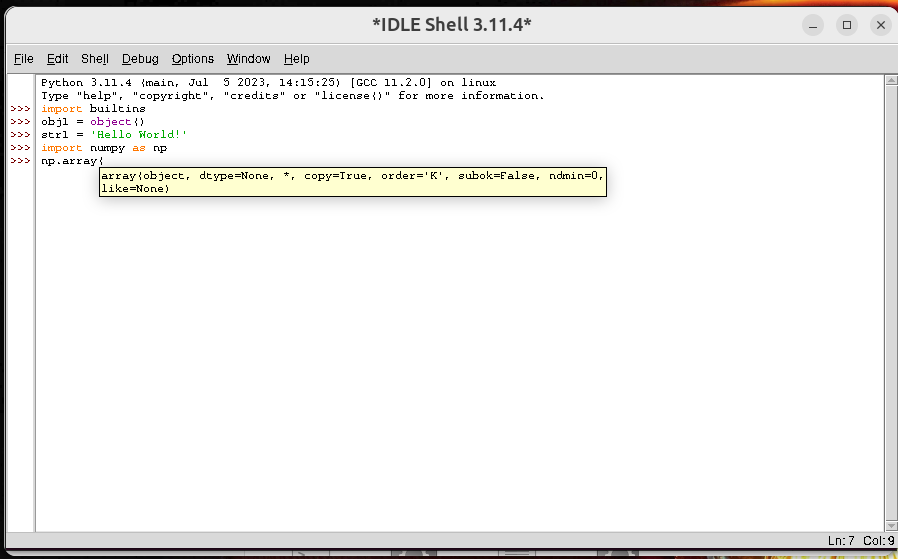 *IDLE Shell 3.11.4*
File Edit Shell Debug Options Window Help
Python 3.11.4 (main, Jul  5 2023, 14:15:25) [GCC 11.2.0] on linux
Type "help", "copyright", "credits" or "license()" for more information.
>>> import builtins
>>> obj1 = object()
>>> str1 = 'Hello World!'
>>> import numpy as np
>>> np.array(
array(object, dtype=None, *, copy=True, order='K', subok=False, ndmin=0,
like=None)
Ln: 7 Col: 9